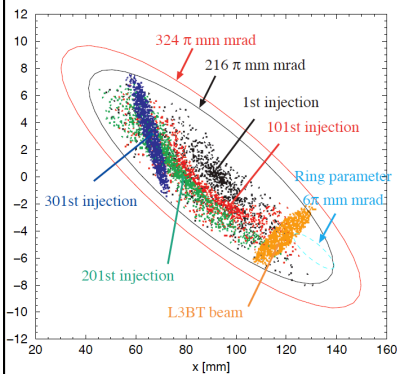 12
10
324 π mm mrad
8
216 π mm mrad
6
1st injection
4
101st injection
2
0
Ring parameter
-2
301st injection
6π mm mrad
-4
-6
201st injection
-8
L3BT beam
-10
-12
20 40 60 80 100 120 140 160
x [mm]